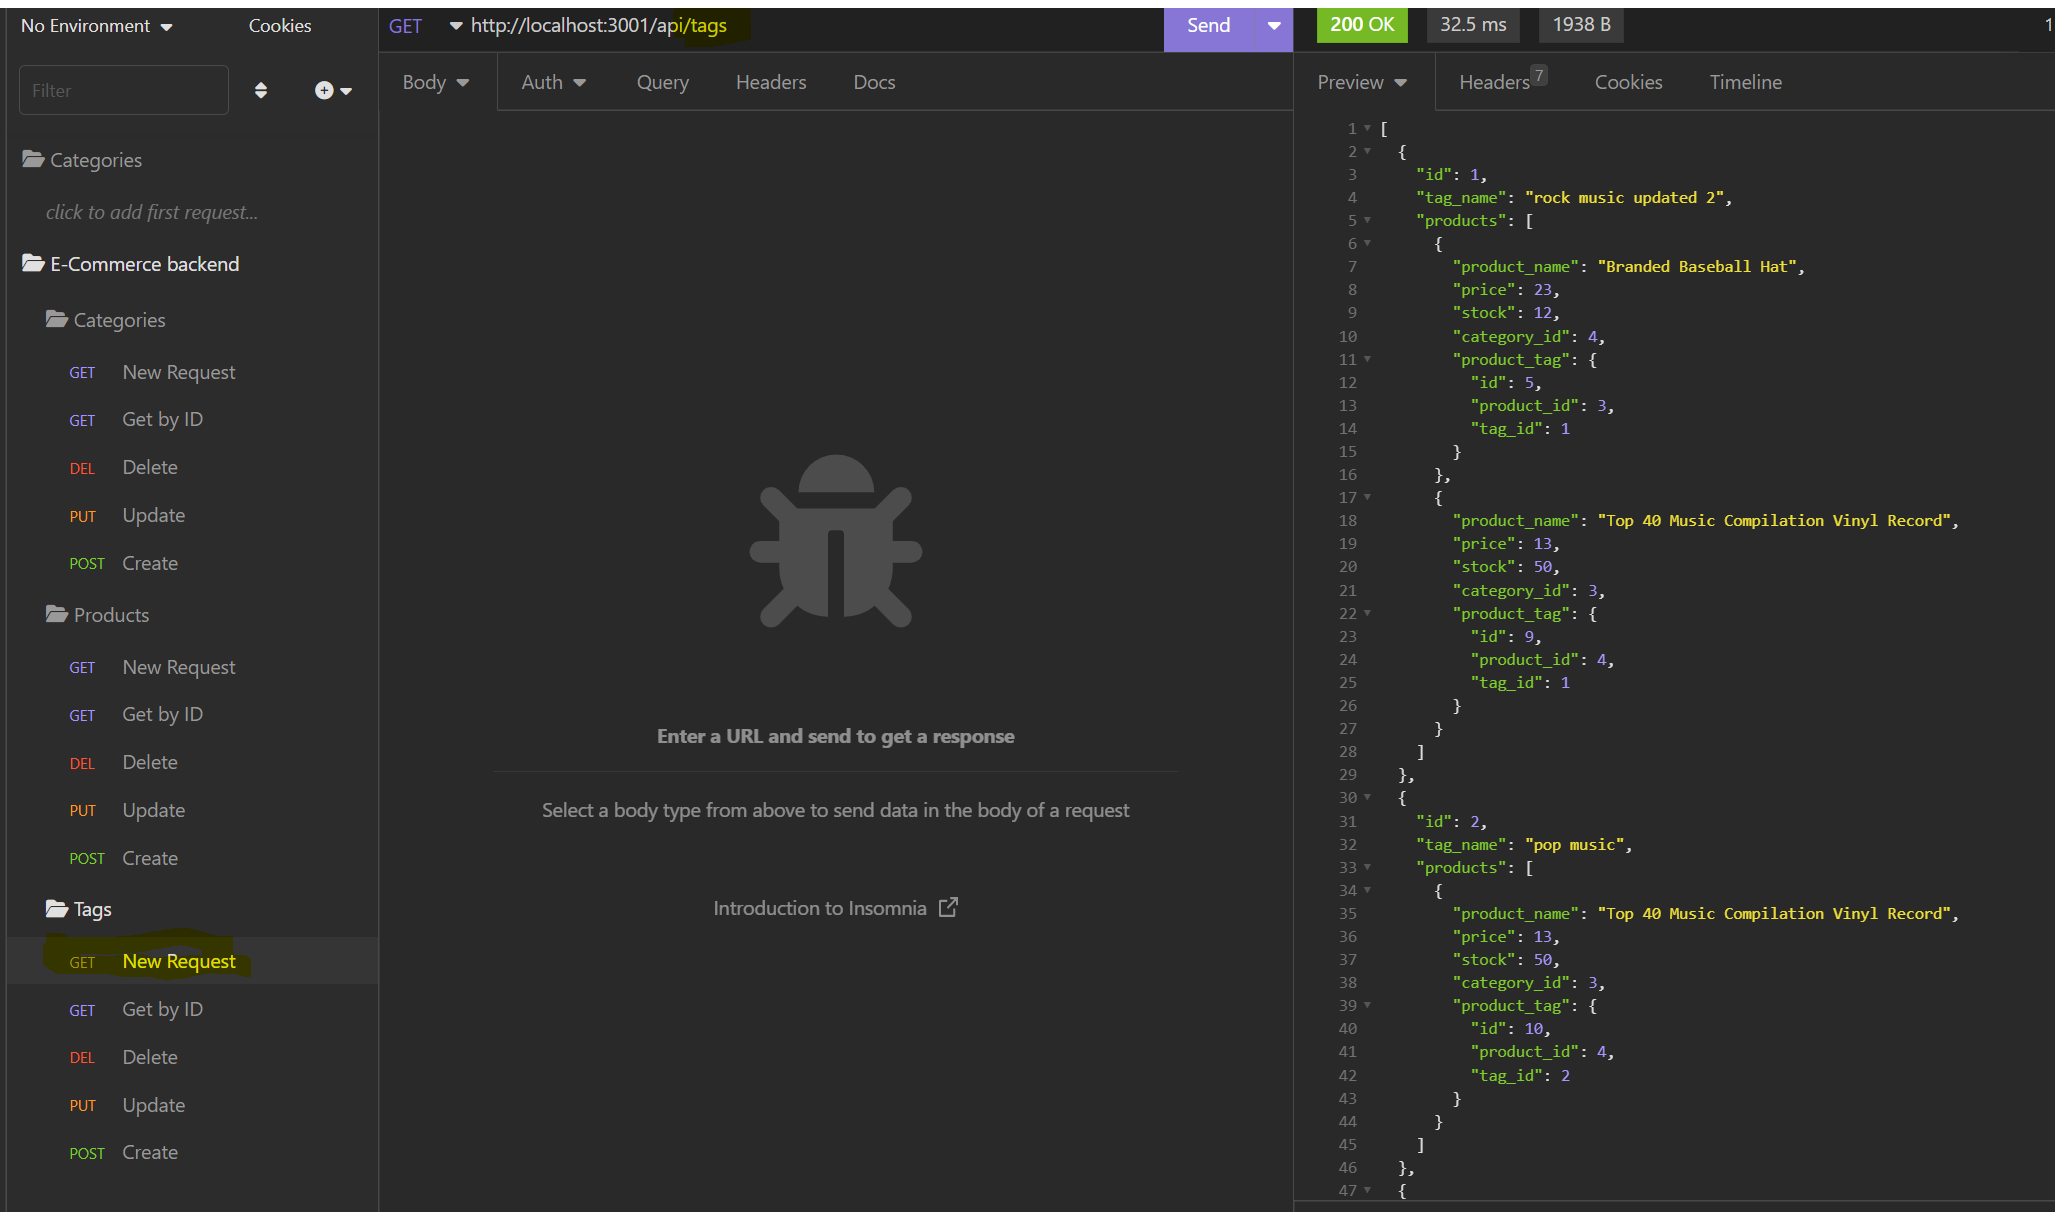 No Environment Cookies
Filter
Categories
click to add first request...
E-Commerce backend
Categories
GET New Request
GET Get by ID
DEL Delete
PUT Update
POST Create
Products
GET New Request
GET Get by ID
DEL Delete
PUT Update
POST Create
Tags
GET New Request
GET Get by ID
DEL Delete
PUT Update
POST Create
GET http://localhost:3001/api/tags Send
Body Auth Query Headers Docs
Enter a URL and send to get a response
Select a body type from above to send data in the body of a request
Introduction to Insomnia
200 OK 32.5 ms 1938 B 1
Preview Headers 7 Cookies Timeline
1 [
2 {
3 "id": 1,
4 "tag_name": "rock music updated 2",
5 "products": [
6 {
7 "product_name": "Branded Baseball Hat",
8 "price": 23,
9 "stock": 12,
10 "category_id": 4,
11 "product_tag": {
12 "id": 5,
13 "product_id": 3,
14 "tag_id": 1
15 }
16 },
17 {
18 "product_name": "Top 40 Music Compilation Vinyl Record",
19 "price": 13,
20 "stock": 50,
21 "category_id": 3,
22 "product_tag": {
23 "id": 9,
24 "product_id": 4,
25 "tag_id": 1
26 }
27 }
28 ]
29 },
30 {
31 "id": 2,
32 "tag_name": "pop music",
33 "products": [
34 {
35 "product_name": "Top 40 Music Compilation Vinyl Record",
36 "price": 13,
37 "stock": 50,
38 "category_id": 3,
39 "product_tag": {
40 "id": 10,
41 "product_id": 4,
42 "tag_id": 2
43 }
44 }
45 ]
46 },
47 {